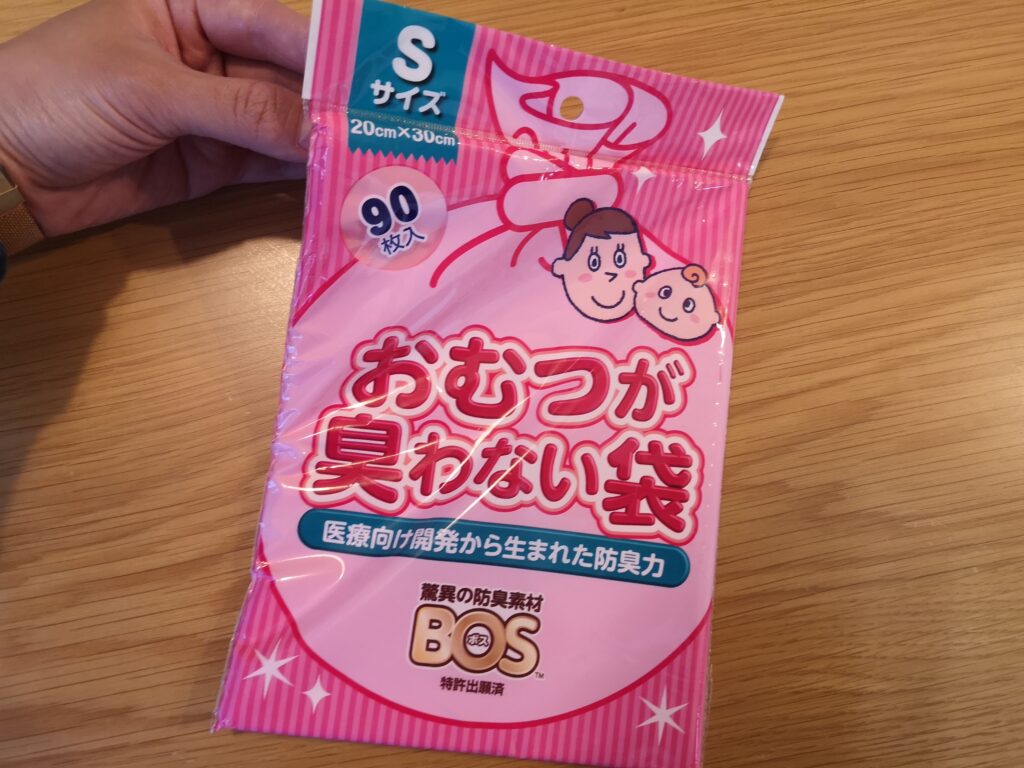 S
サイズ
20cm×30cm
90
枚入
おむつが
臭わない袋
医療向け開発から生まれた防臭力
驚異の防臭素材
BOS
ボス
TM
特許出願済